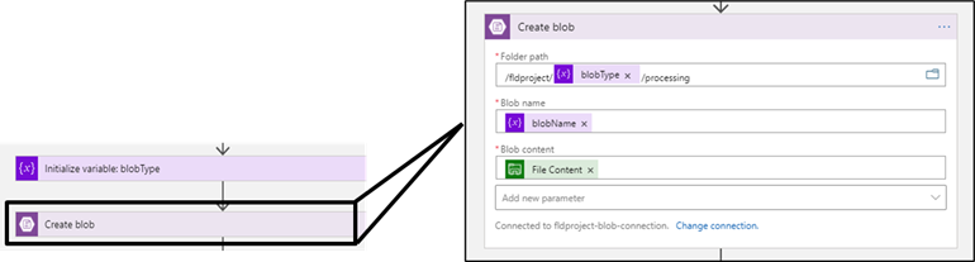 {x} Initialize variable: blobType
Create blob
Create blob ...
* Folder path
/fldproject/ {x} blobType × /processing
* Blob name
{x} blobName ×
* Blob content
File Content ×
Add new parameter
Connected to fldproject-blob-connection. Change connection.